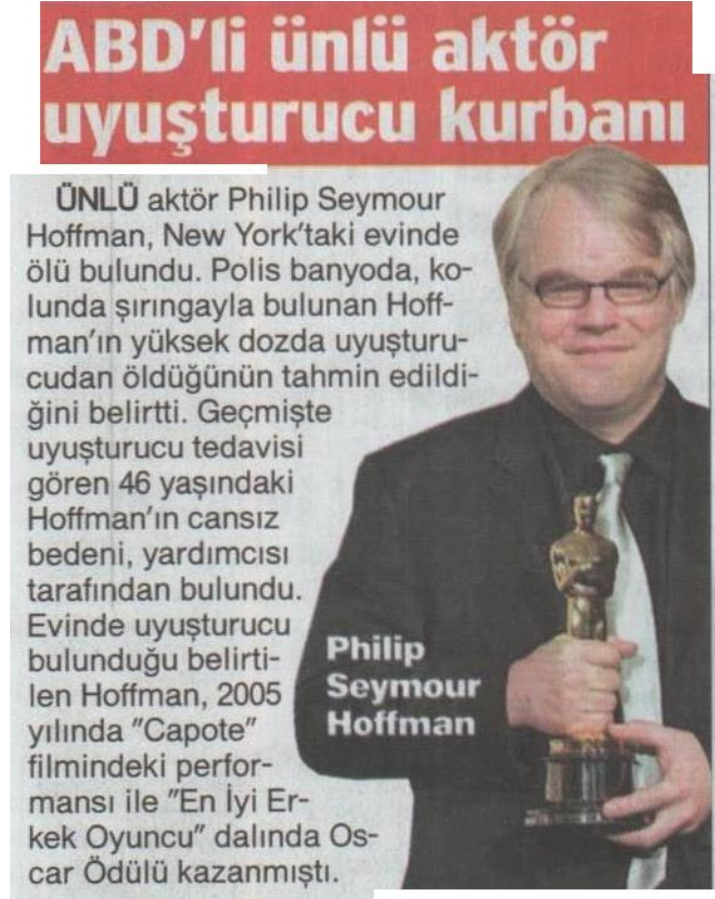 ABD'li ünlü aktör
uyuşturucu kurbanı
ÜNLÜ aktör Philip Seymour
Hoffman, New York'taki evinde
ölü bulundu. Polis banyoda, ko-
lunda şırıngayla bulunan Hoff-
man'ın yüksek dozda uyuşturu-
cudan öldüğünün tahmin edildi-
ğini belirtti. Geçmişte
uyuşturucu tedavisi
gören 46 yaşındaki
Hoffman'ın cansız
bedeni, yardımcısı
tarafından bulundu.
Evinde uyuşturucu
bulunduğu belirti-
len Hoffman, 2005
yılında "Capote"
filmindeki perfor-
mansı ile "En İyi Er-
kek Oyuncu" dalında Os-
car Ödülü kazanmıştı.
Philip
Seymour
Hoffman